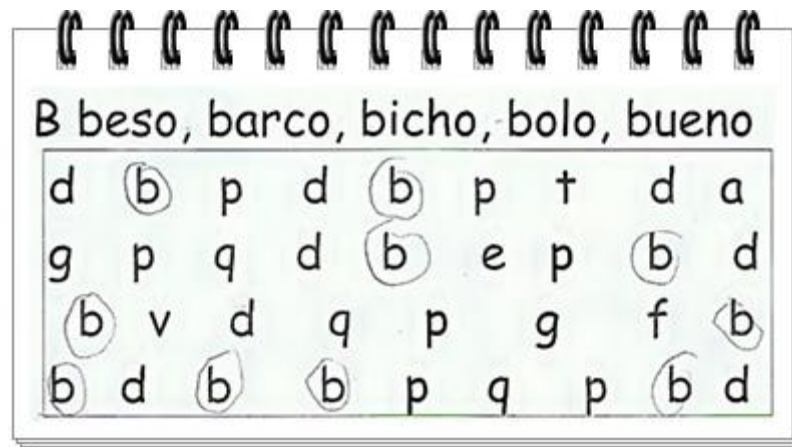 B beso, barco, bicho, bolo, bueno
d b p d b p t d a
g p q d b e p b d
b v d q p g f b
b d b b p q p b d